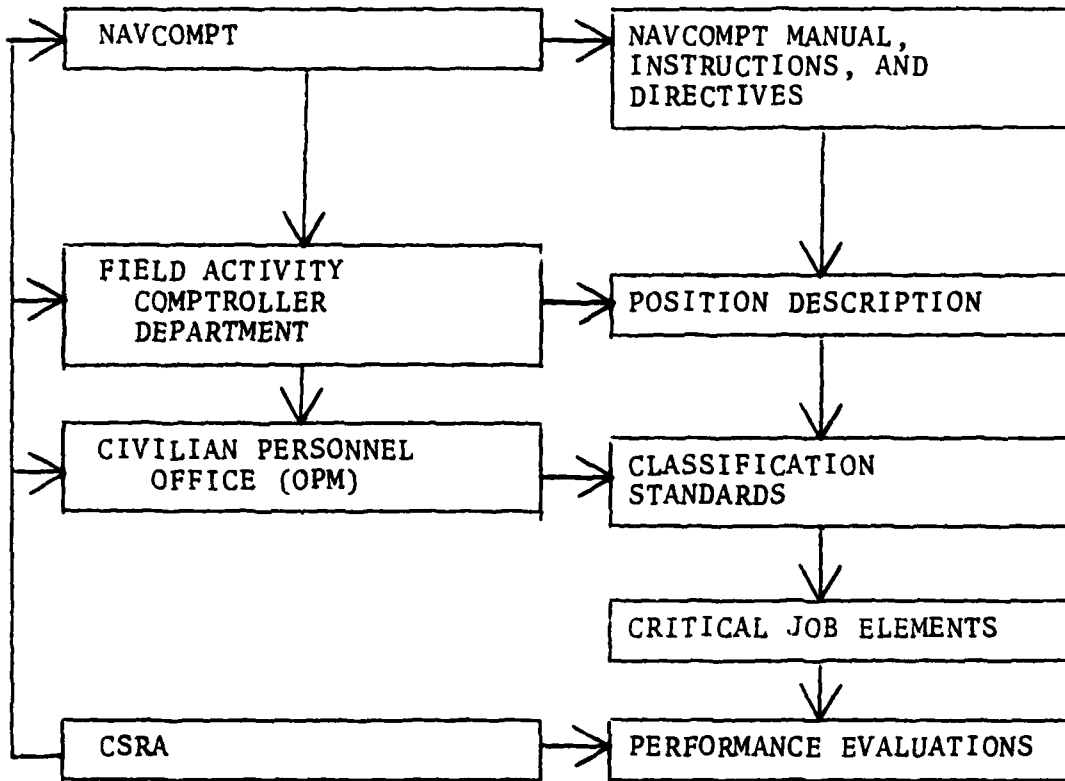 NAVCOMPT
NAVCOMPT MANUAL,
INSTRUCTIONS, AND
DIRECTIVES
FIELD ACTIVITY
COMPTROLLER
DEPARTMENT
POSITION DESCRIPTION
CIVILIAN PERSONNEL
OFFICE (OPM)
CLASSIFICATION
STANDARDS
CRITICAL JOB ELEMENTS
CSRA
PERFORMANCE EVALUATIONS